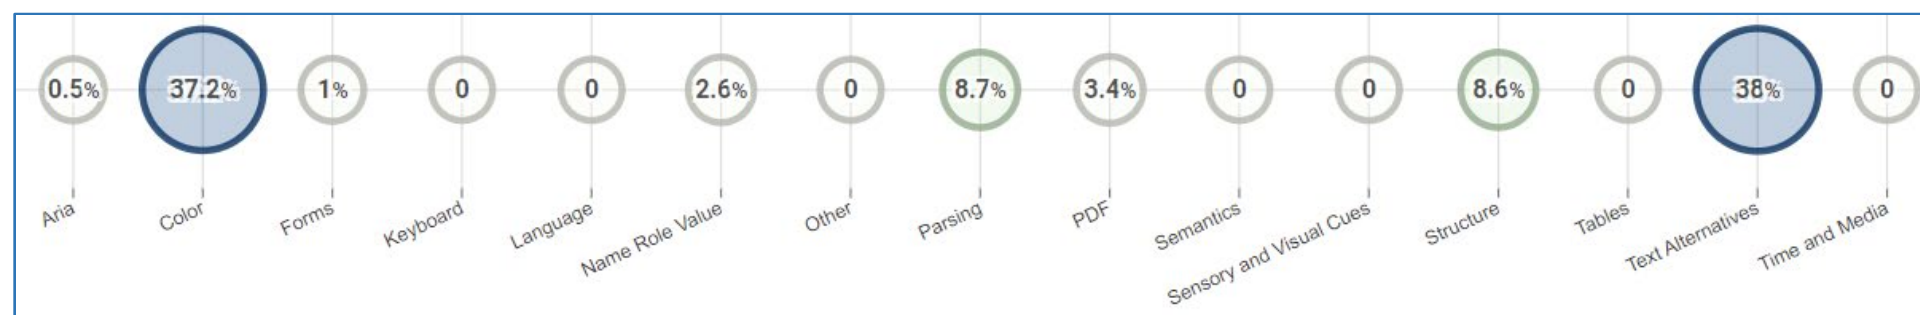 0.5% 37.2% 1% 0 0 2.6% 0 8.7% 3.4% 0 0 8.6% 0 38% 0
Aria Color Forms Keyboard Language Name Role Value Other Parsing PDF Semantics Sensory and Visual Cues Structure Tables Text Alternatives Time and Media